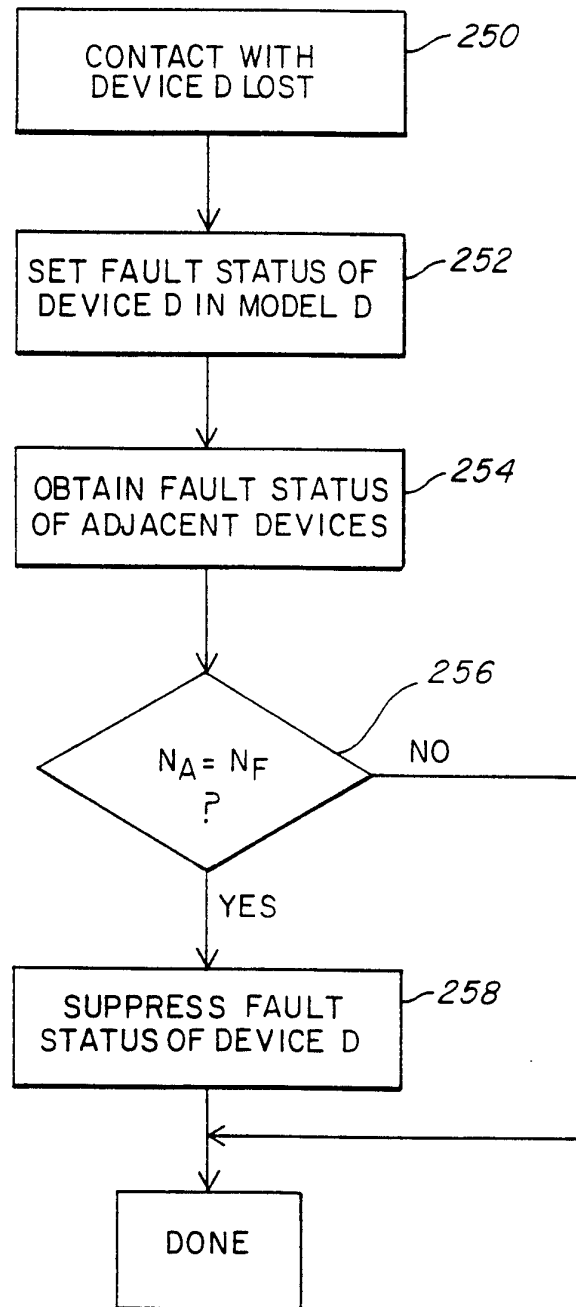 CONTACT WITH
DEVICE D LOST
250
SET FAULT STATUS OF
DEVICE D IN MODEL D
252
OBTAIN FAULT STATUS
OF ADJACENT DEVICES
254
256
N_A = N_F
?
NO
YES
SUPPRESS FAULT
STATUS OF DEVICE D
258
DONE